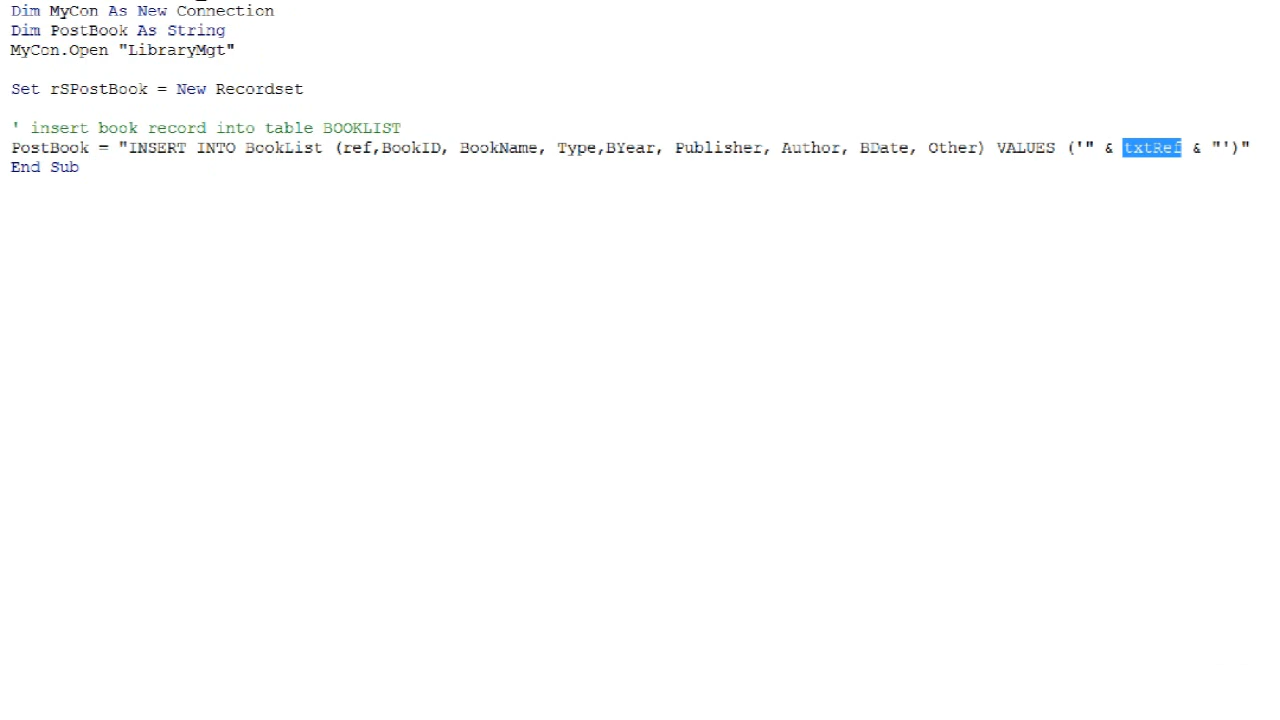 Dim MyCon As New Connection
Dim PostBook As String
MyCon.Open "LibraryMgt"
Set rSPostBook = New Recordset
' insert book record into table BOOKLIST
PostBook = "INSERT INTO BookList (ref,BookID, BookName, Type,BYear, Publisher, Author, BDate, Other) VALUES ('" & txtRef & "')"
End Sub